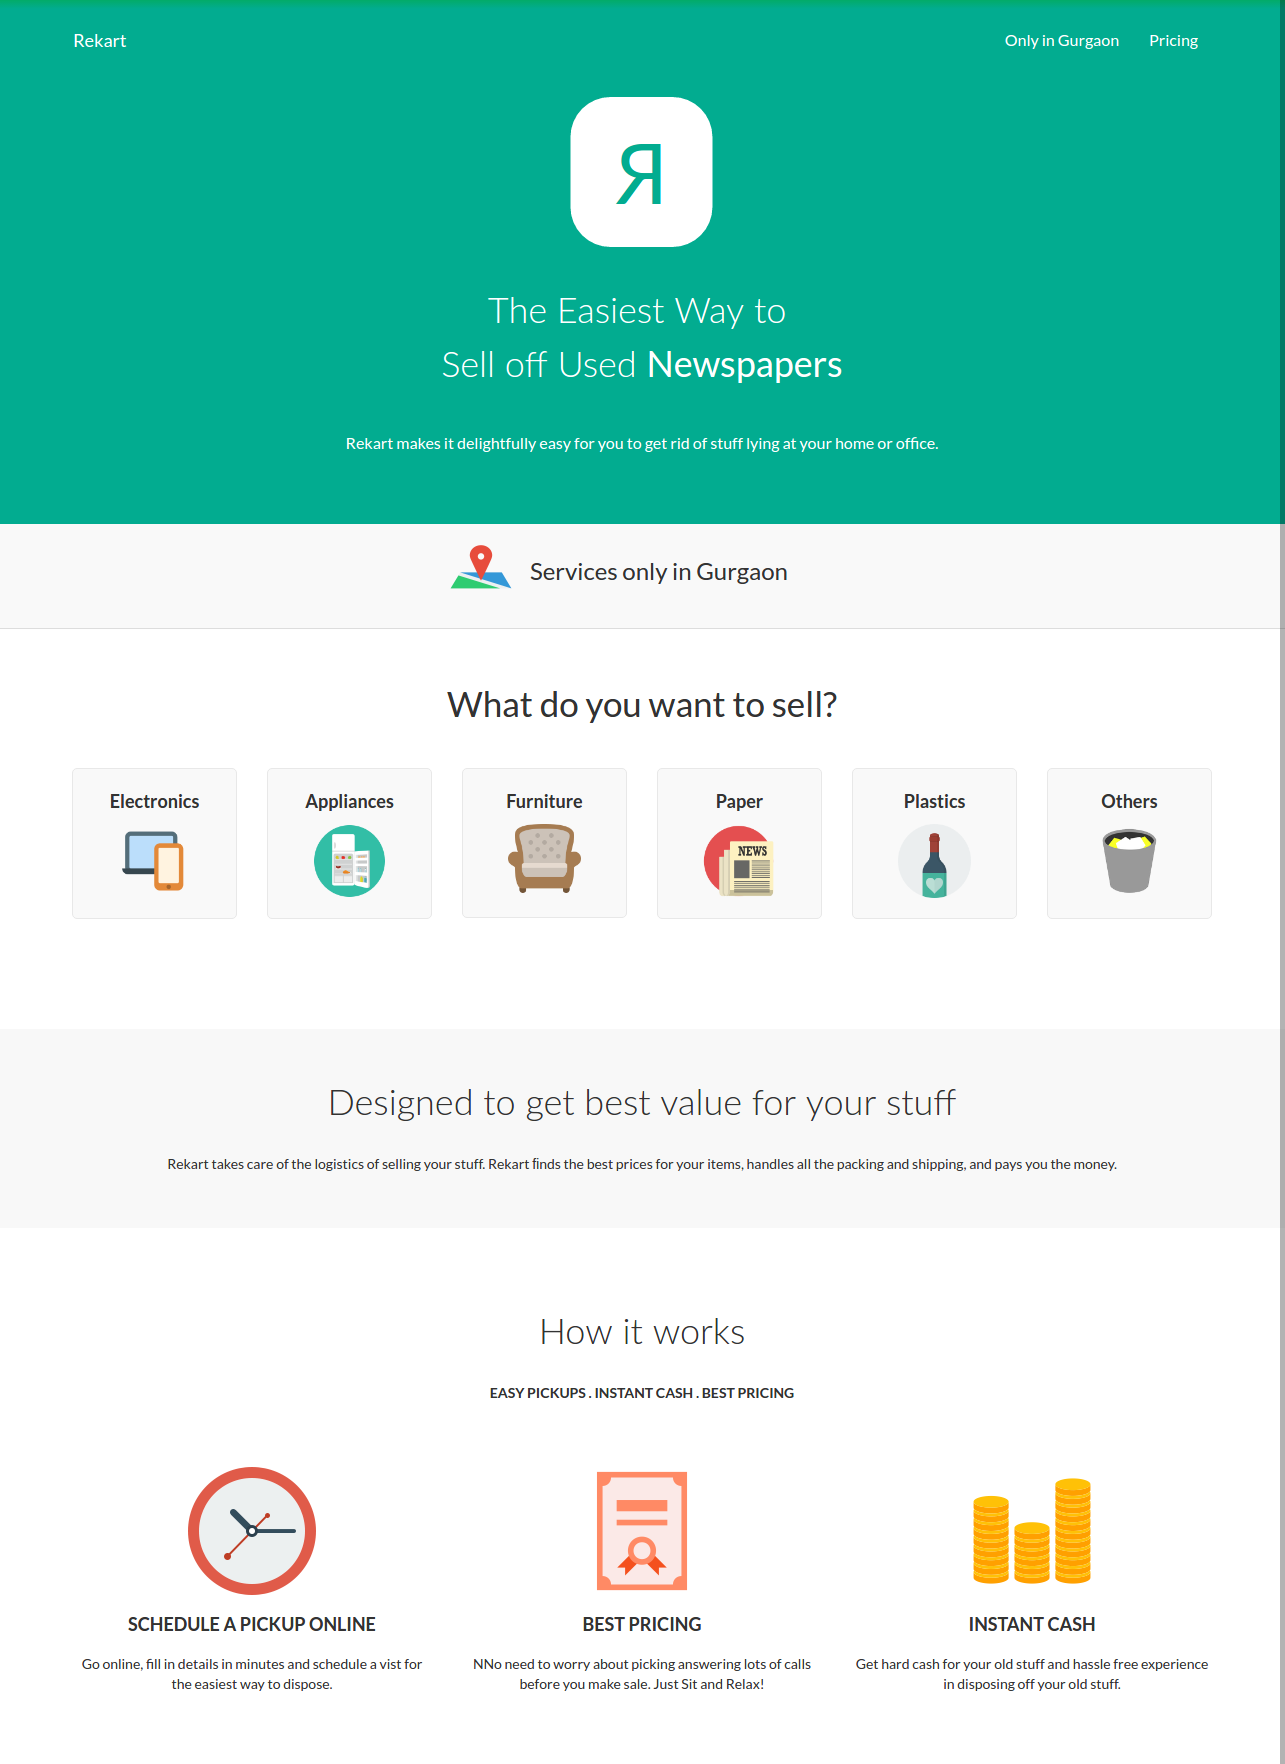 Rekart
Only in Gurgaon
Pricing
Я
The Easiest Way to
Sell off Used Newspapers
Rekart makes it delightfully easy for you to get rid of stuff lying at your home or office.
Services only in Gurgaon
What do you want to sell?
Electronics
Appliances
Furniture
Paper
Plastics
Others
NEWS
Designed to get best value for your stuff
Rekart takes care of the logistics of selling your stuff. Rekart finds the best prices for your items, handles all the packing and shipping, and pays you the money.
How it works
EASY PICKUPS . INSTANT CASH . BEST PRICING
SCHEDULE A PICKUP ONLINE
Go online, fill in details in minutes and schedule a vist for
the easiest way to dispose.
BEST PRICING
NNo need to worry about picking answering lots of calls
before you make sale. Just Sit and Relax!
INSTANT CASH
Get hard cash for your old stuff and hassle free experience
in disposing off your old stuff.